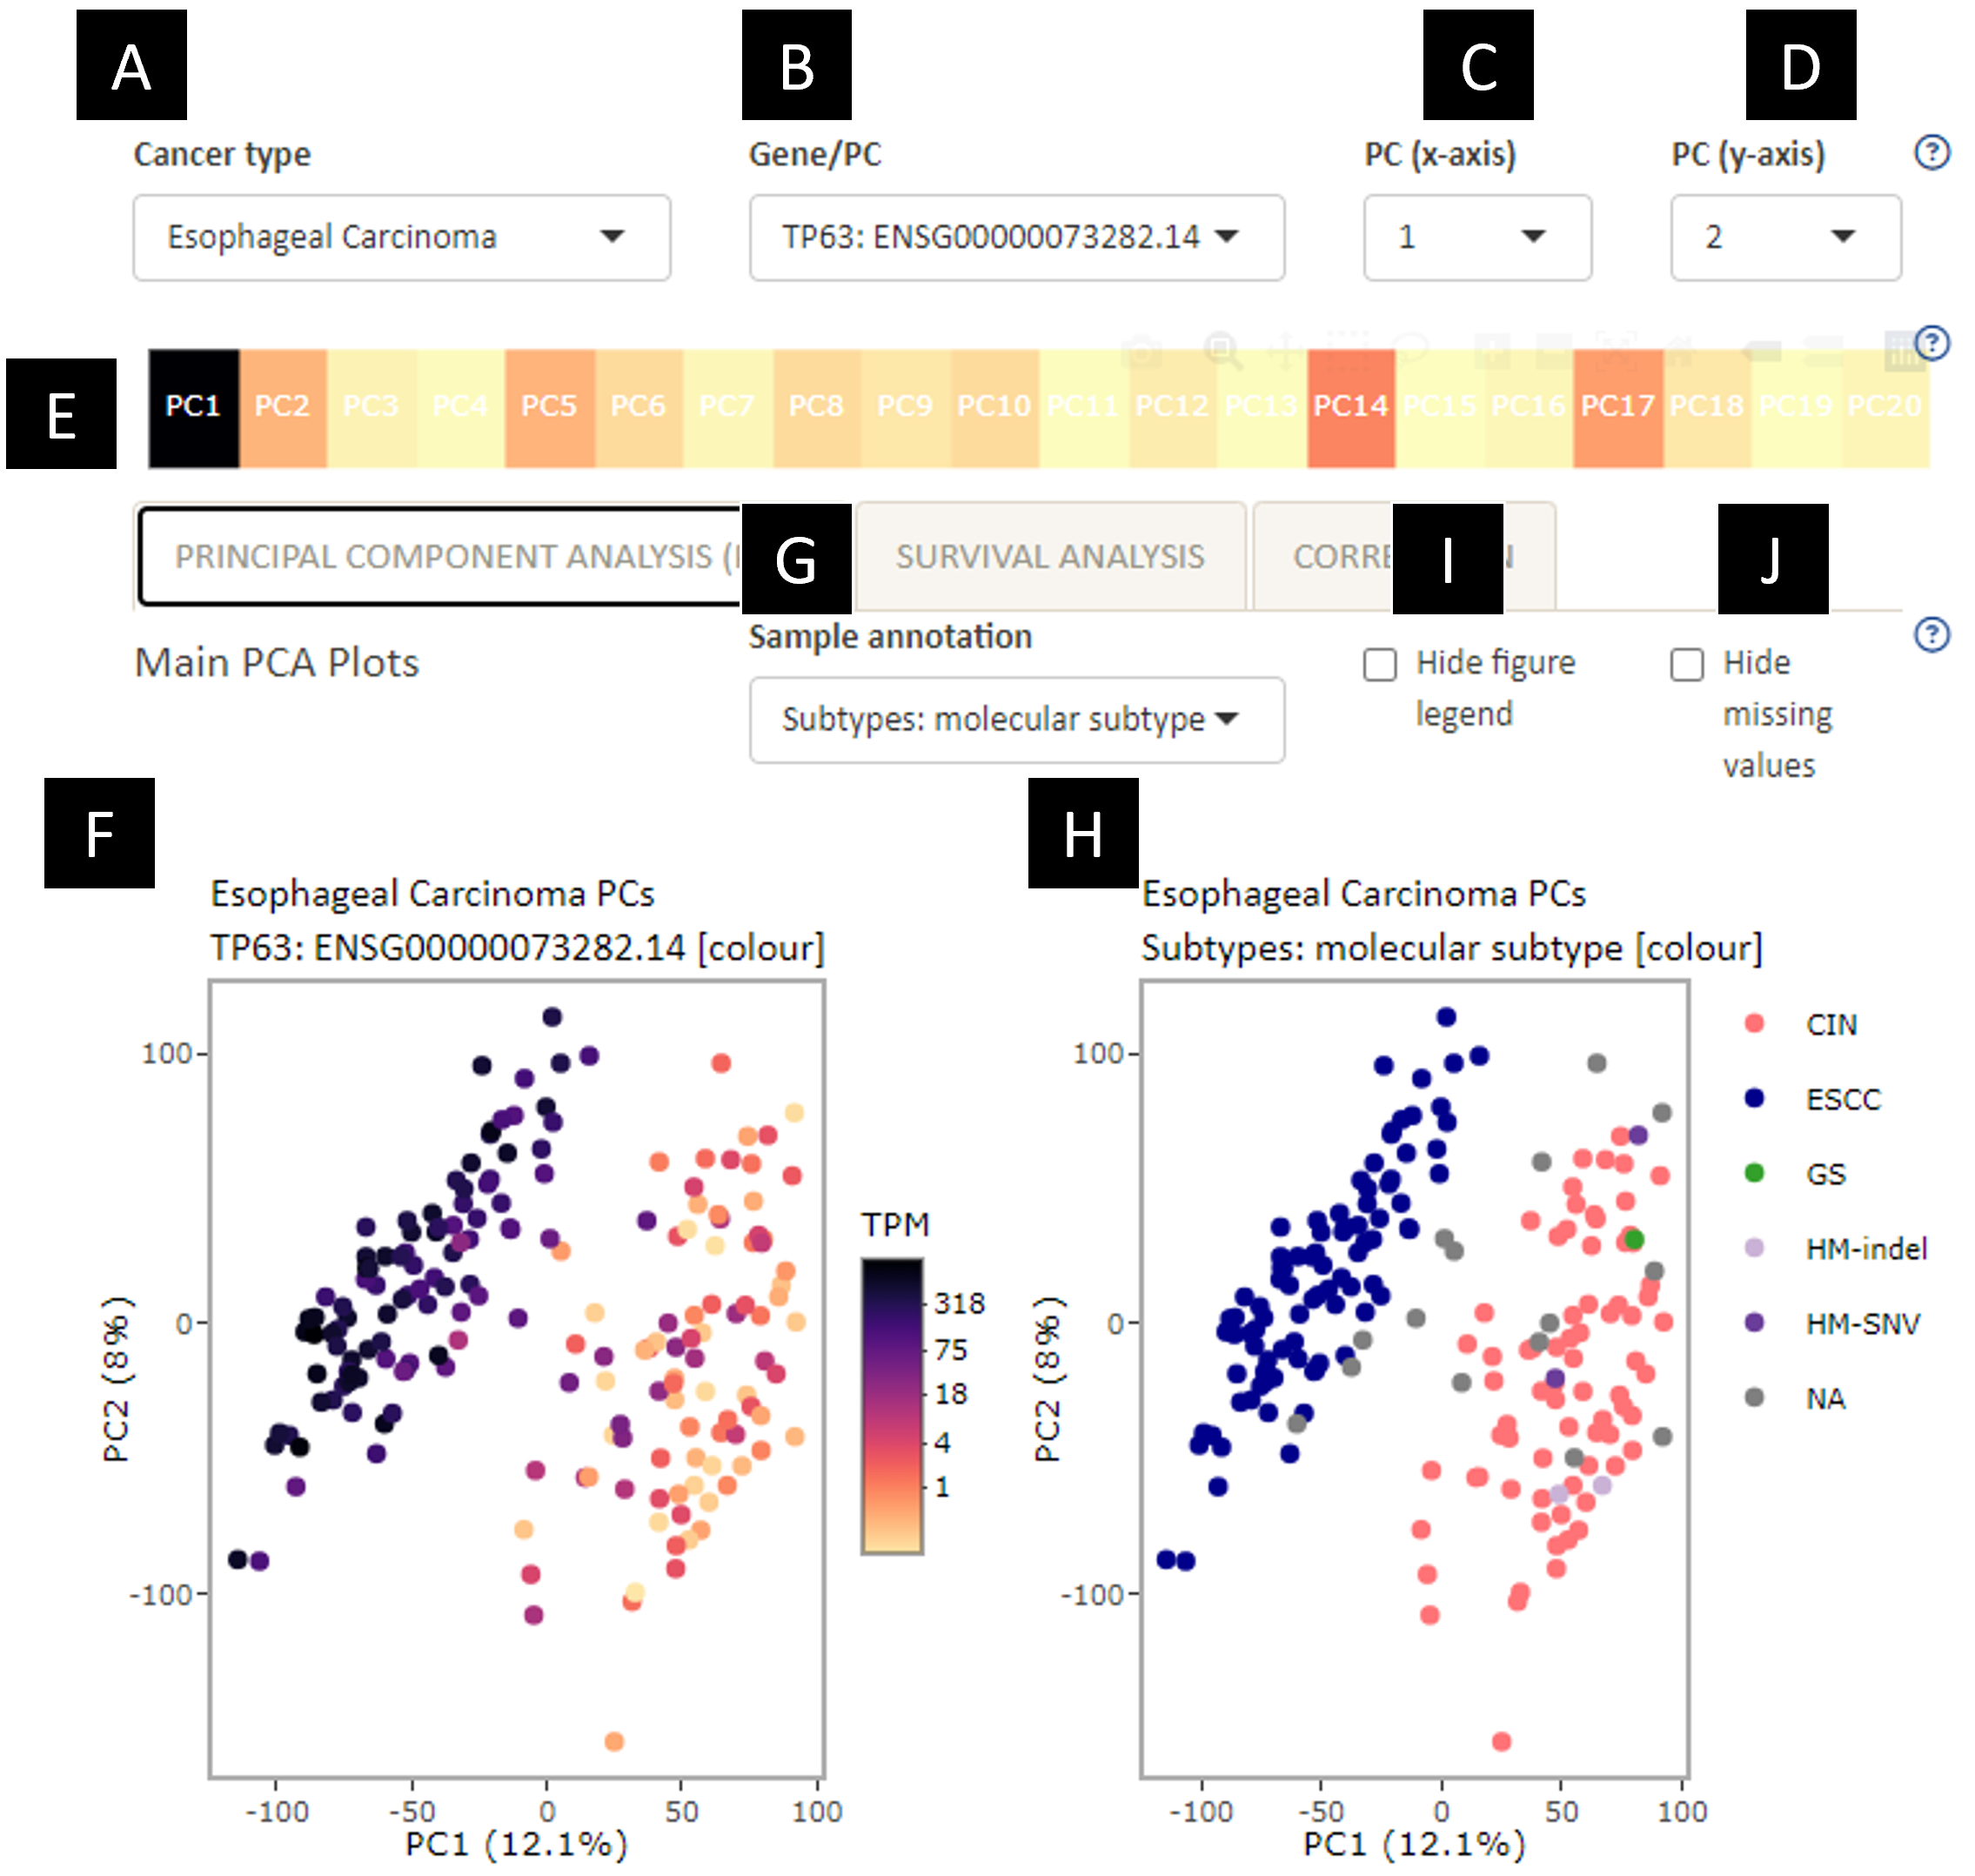 A B C D
Cancer type Gene/PC PC (x-axis) PC (y-axis) ?
Esophageal Carcinoma TP63: ENSG00000073282.14 1 2
?
E PC1 PC2 PC3 PC4 PC5 PC6 PC7 PC8 PC9 PC10 PC11 PC12 PC13 PC14 PC15 PC16 PC17 PC18 PC19 PC20
PRINCIPAL COMPONENT ANALYSIS ( G SURVIVAL ANALYSIS I J
Main PCA Plots Sample annotation Hide figure legend Hide missing values ?
Subtypes: molecular subtype
F H
Esophageal Carcinoma PCs
TP63: ENSG00000073282.14 [colour]
100
0
-100
PC2 (8%)
-100 -50 0 50 100
PC1 (12.1%)
TPM
318
75
18
4
1
Esophageal Carcinoma PCs
Subtypes: molecular subtype [colour]
100
0
-100
PC2 (8%)
-100 -50 0 50 100
PC1 (12.1%)
CIN
ESCC
GS
HM-indel
HM-SNV
NA